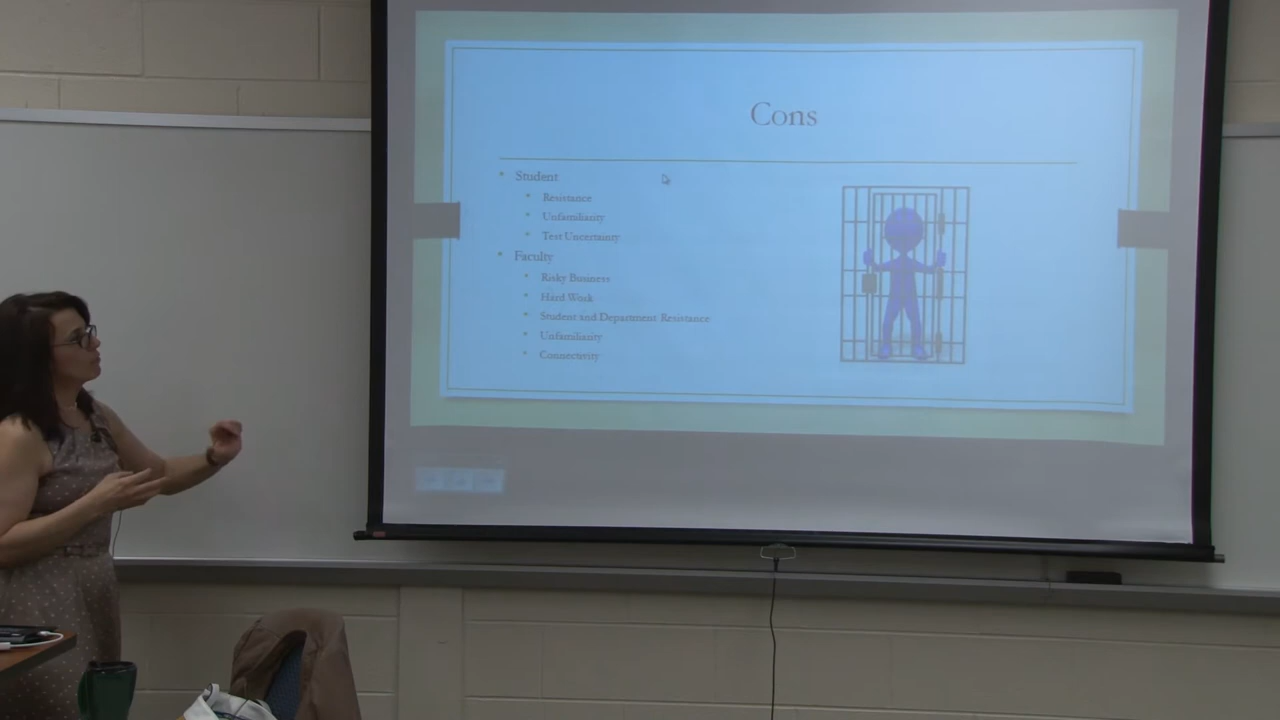 Cons
Student
Resistance
Unfamiliarity
Test Uncertainty
Faculty
Risky Business
Hard Work
Student and Department Resistance
Unfamiliarity
Connectivity